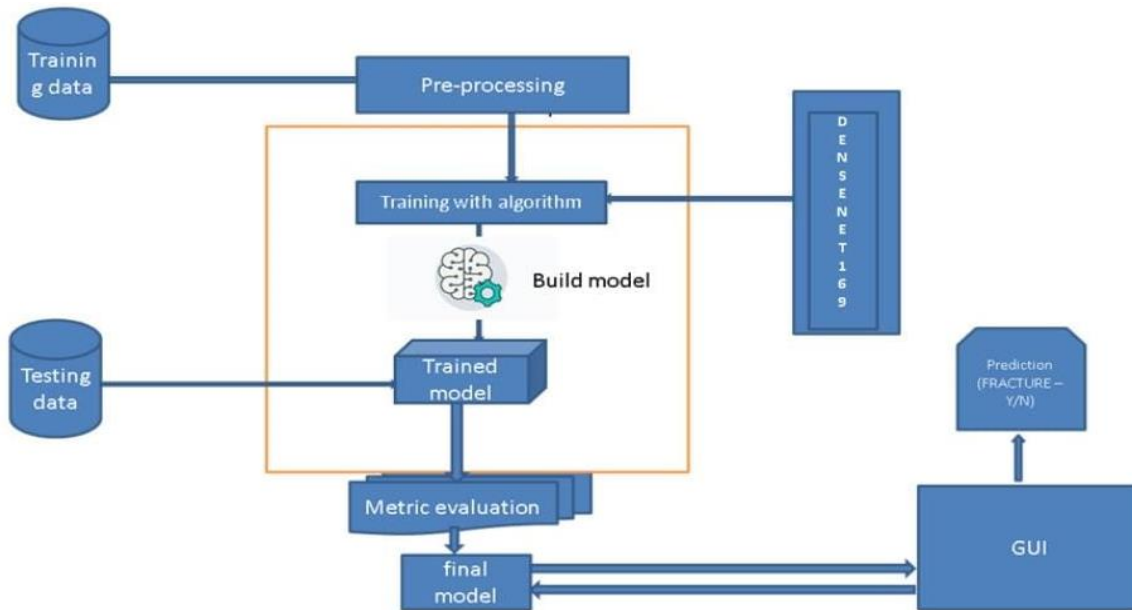 Trainin
g data
Pre-processing
D
E
N
S
E
N
E
T
1
6
9
Training with algorithm
Build model
Testing
data
Trained
model
Prediction
(FRACTURE –
Y/N)
Metric evaluation
GUI
final
model